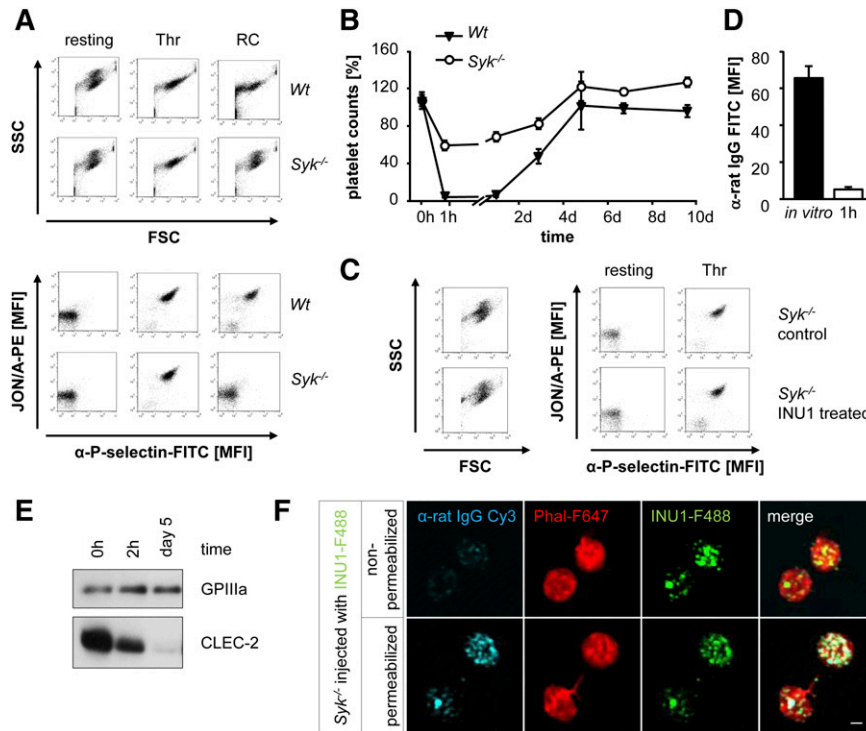 A
resting Thr RC
Wt
Syk-/-
SSC
FSC
Wt
Syk-/-
JON/A-PE [MFI]
α-P-selectin-FITC [MFI]
B
Wt
Syk-/-
platelet counts [%]
160
120
80
40
0
0h 1h 2d 4d 6d 8d 10d
time
C
resting Thr
SSC
FSC
JON/A-PE [MFI]
α-P-selectin-FITC [MFI]
Syk-/-
control
Syk-/-
INU1 treated
D
α-rat IgG FITC [MFI]
80
60
40
20
0
in vitro 1h
E
0h 2h day 5 time
GPIIIa
CLEC-2
F
α-rat IgG Cy3 Phal-F647 INU1-F488 merge
Syk-/- injected with INU1-F488
non-
permeabilized
permeabilized